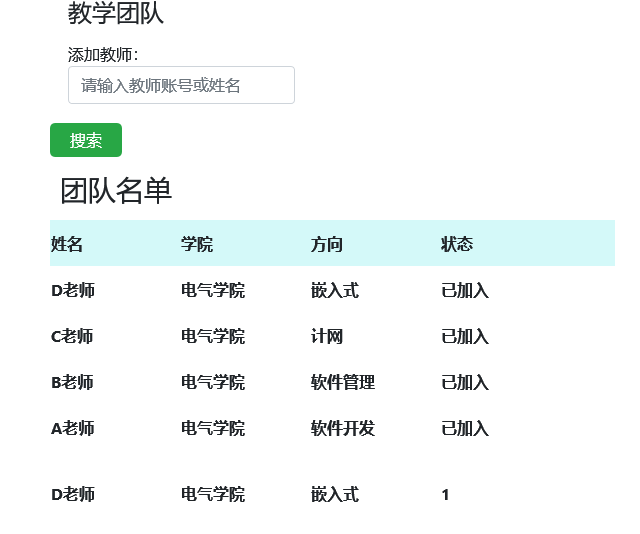 教学团队
添加教师：
请输入教师账号或姓名
搜索
团队名单
姓名 学院 方向 状态
D老师 电气学院 嵌入式 已加入
C老师 电气学院 计网 已加入
B老师 电气学院 软件管理 已加入
A老师 电气学院 软件开发 已加入
D老师 电气学院 嵌入式 1